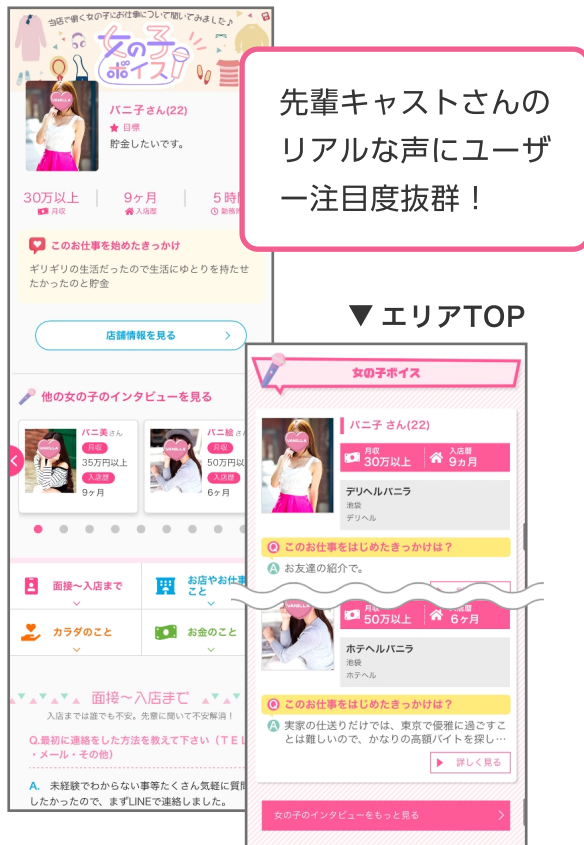 当店で働く女の子にお仕事について聞いてみました♪
女の子
ボイス
VANILLA
バニ子さん(22)
★ 目標
貯金したいです。
30万以上
月収
9ヶ月
入店歴
5時
このお仕事を始めたきっかけ
ギリギリの生活だったので生活にゆとりを持たせ
たかったのと貯金
店舗情報を見る
他の女の子のインタビューを見る
VANILLA
バニ美さん
月収
35万円以上
入店歴
9ヶ月
VANILLA
バニ絵さ
月収
50万円以
入店歴
6ヶ月
面接〜入店まで
お店やお仕事
こと
カラダのこと
お金のこと
面接〜入店まで
入店までは誰でも不安。先輩に聞いて不安解消！
Q.最初に連絡をした方法を教えて下さい（ＴＥＬ
・メール・その他）
A. 未経験でわからない事等たくさん気軽に質問
したかったので、まずLINEで連絡しました。
先輩キャストさんの
リアルな声にユーザ
ー注目度抜群！
▼ エリアTOP
女の子ボイス
VANILLA
バニ子 さん(22)
月収
30万以上
入店歴
9ヵ月
デリヘルバニラ
池袋
デリヘル
Q このお仕事をはじめたきっかけは？
A お友達の紹介で。
VANILLA
月収
50万以上
入店歴
6ヶ月
ホテヘルバニラ
池袋
ホテヘル
Q このお仕事をはじめたきっかけは？
A 実家の仕送りだけでは、東京で優雅に過ごすこ
とは難しいので、かなりの高額バイトを探し…
詳しく見る
女の子のインタビューをもっと見る